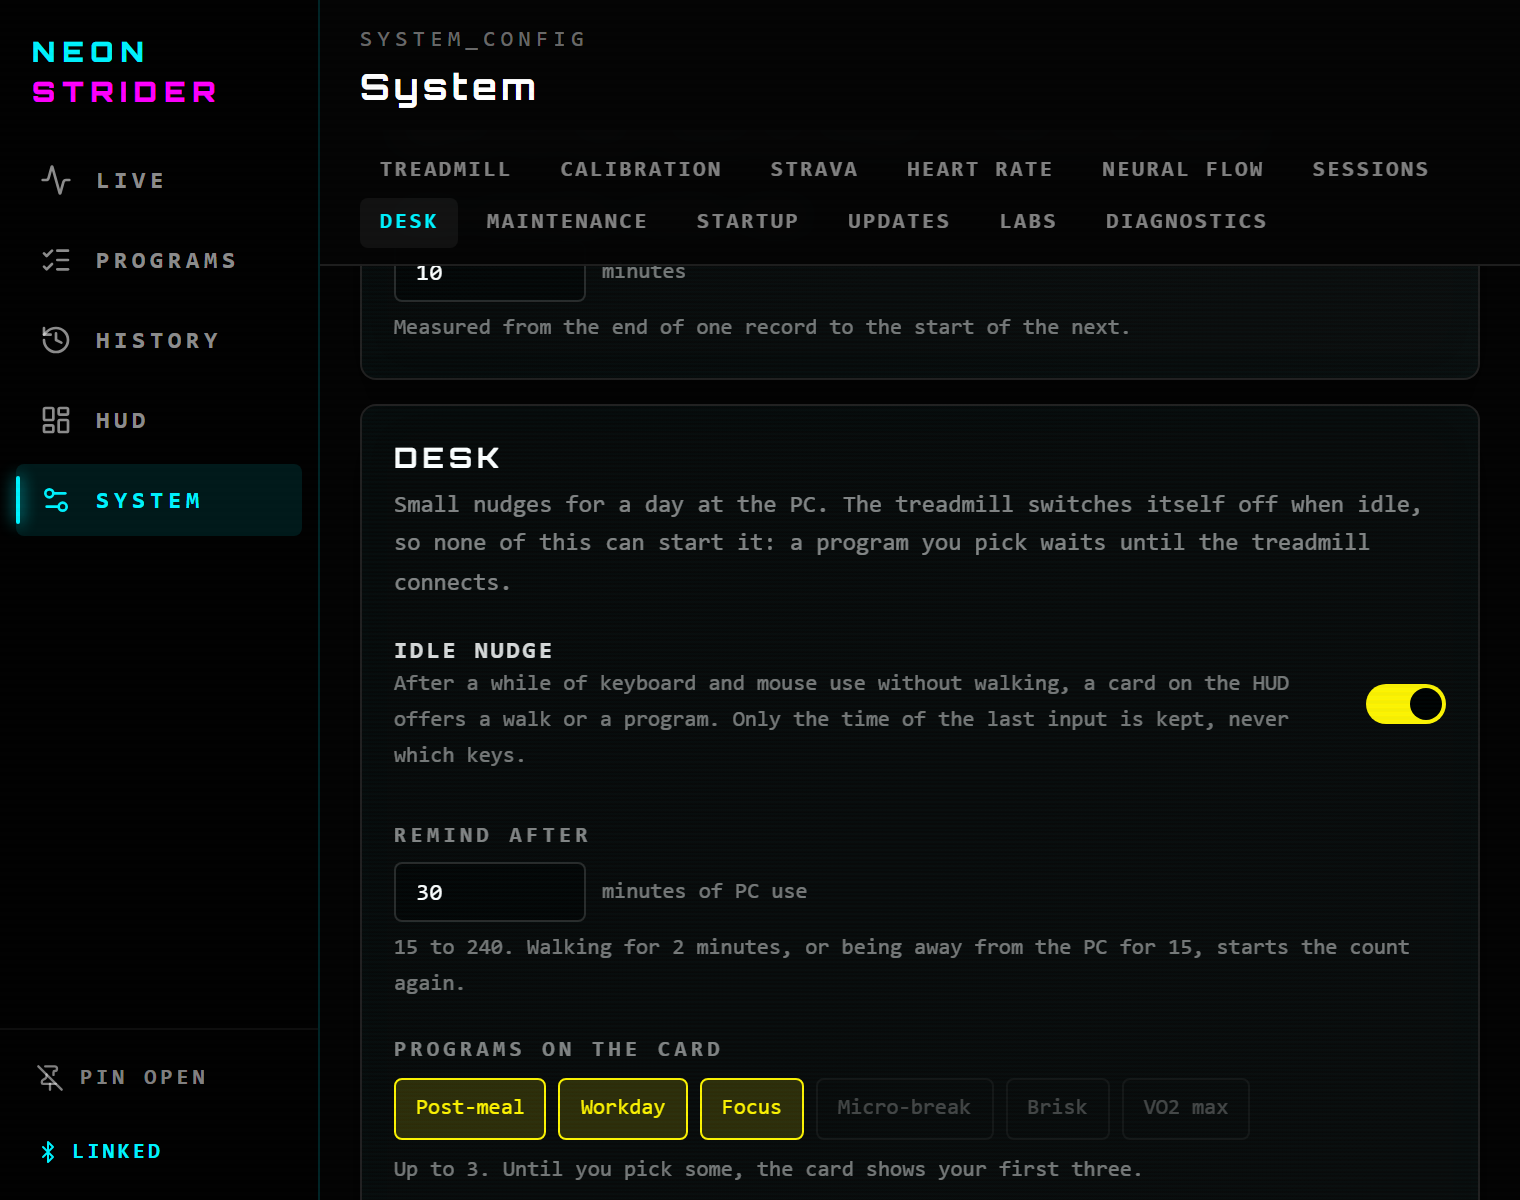 NEON
STRIDER
LIVE
PROGRAMS
HISTORY
HUD
SYSTEM
PIN OPEN
LINKED
SYSTEM_CONFIG
System
TREADMILL CALIBRATION STRAVA HEART RATE NEURAL FLOW SESSIONS
DESK MAINTENANCE STARTUP UPDATES LABS DIAGNOSTICS
10 minutes
Measured from the end of one record to the start of the next.
DESK
Small nudges for a day at the PC. The treadmill switches itself off when idle,
so none of this can start it: a program you pick waits until the treadmill
connects.
IDLE NUDGE
After a while of keyboard and mouse use without walking, a card on the HUD
offers a walk or a program. Only the time of the last input is kept, never
which keys.
REMIND AFTER
30 minutes of PC use
15 to 240. Walking for 2 minutes, or being away from the PC for 15, starts the count
again.
PROGRAMS ON THE CARD
Post-meal Workday Focus Micro-break Brisk VO2 max
Up to 3. Until you pick some, the card shows your first three.